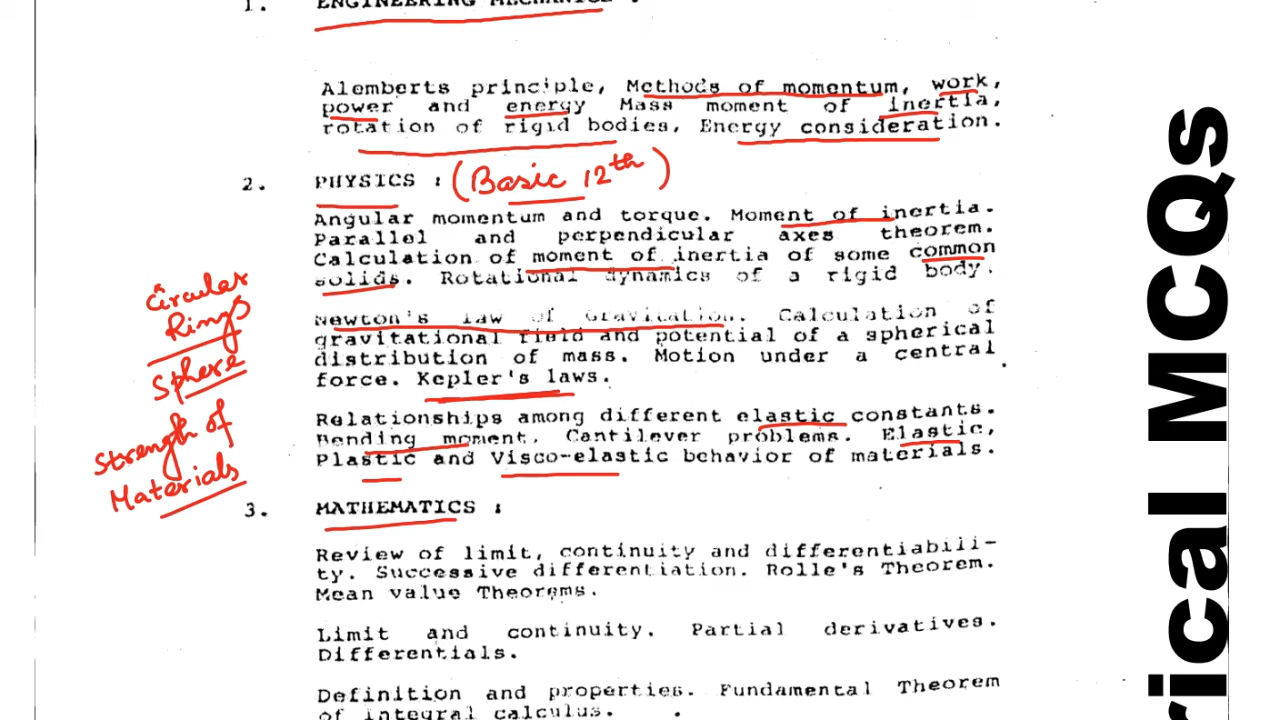 1. ENGINEERING MECHANICS :
Alemberts principle, Methods of momentum, work,
power and energy Mass moment of inertia,
rotation of rigid bodies, Energy consideration.
2. PHYSICS : (Basic 12th)
Angular momentum and torque. Moment of inertia.
Parallel and perpendicular axes theorem.
Calculation of moment of inertia of some common
solids. Rotational dynamics of a rigid body.
Circular
Rings
Sphere
Strength of
Materials
Newton's law of Gravitation. Calculation of
gravitational field and potential of a spherical
distribution of mass. Motion under a central
force. Kepler's laws.
Relationships among different elastic constants.
Bending moment. Cantilever problems. Elastic,
Plastic and Visco-elastic behavior of materials.
3. MATHEMATICS :
Review of limit, continuity and differentiabili-
ty. Successive differentiation. Rolle's Theorem.
Mean value Theorems.
Limit and continuity. Partial derivatives.
Differentials.
Definition and properties. Fundamental Theorem
of integral calculus.
rical MCQs